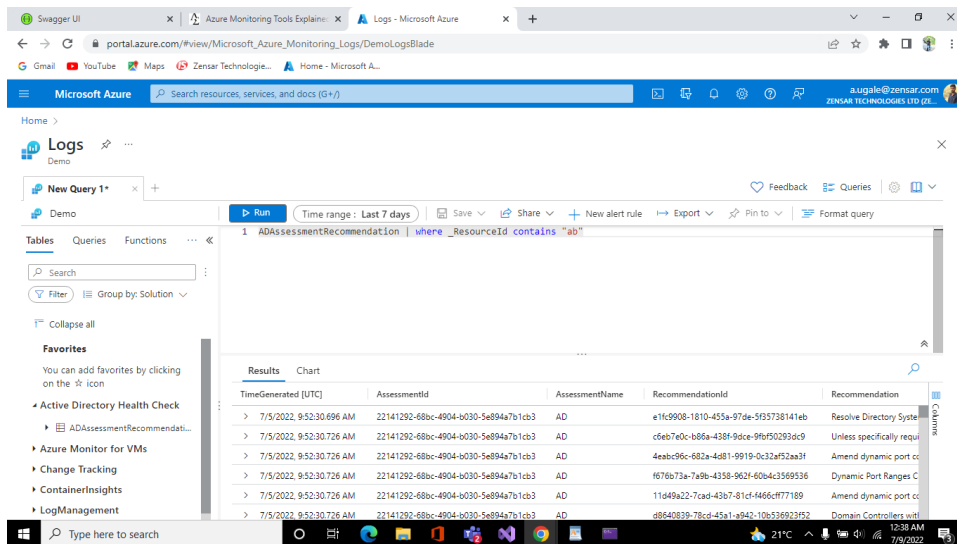 Swagger UI
Azure Monitoring Tools Explained
Logs - Microsoft Azure
portal.azure.com/#view/Microsoft_Azure_Monitoring_Logs/DemoLogsBlade
Gmail YouTube Maps Zensar Technologie... Home - Microsoft A...
Microsoft Azure
Search resources, services, and docs (G+/)
a.ugale@zensar.com
ZENSAR TECHNOLOGIES LTD (ZE...
Home >
Logs
Demo
New Query 1*
Feedback Queries
Demo
Run Time range : Last 7 days Save Share New alert rule Export Pin to Format query
Tables Queries Functions
1 ADAssessmentRecommendation | where _ResourceId contains "ab"
Search
Filter Group by: Solution
Collapse all
Favorites
You can add favorites by clicking
on the ☆ icon
Active Directory Health Check
ADAssessmentRecommendati...
Azure Monitor for VMs
Change Tracking
ContainerInsights
LogManagement
Results Chart
TimeGenerated [UTC] AssessmentId AssessmentName RecommendationId Recommendation
7/5/2022, 9:52:30.696 AM 22141292-68bc-4904-b030-5e894a7b1cb3 AD e1fc9908-1810-455a-97de-5f35738141eb Resolve Directory Syste
7/5/2022, 9:52:30.726 AM 22141292-68bc-4904-b030-5e894a7b1cb3 AD c6eb7e0c-b86a-438f-9dce-9fbf50293dc9 Unless specifically requi
7/5/2022, 9:52:30.726 AM 22141292-68bc-4904-b030-5e894a7b1cb3 AD 4eabc96c-682a-4d81-9919-0c32af52aa3f Amend dynamic port cc
7/5/2022, 9:52:30.726 AM 22141292-68bc-4904-b030-5e894a7b1cb3 AD f676b73a-7a9b-4358-962f-60b4c3569536 Dynamic Port Ranges C
7/5/2022, 9:52:30.726 AM 22141292-68bc-4904-b030-5e894a7b1cb3 AD 11d49a22-7cad-43b7-81cf-f466cff77189 Amend dynamic port cc
7/5/2022, 9:52:30.726 AM 22141292-68bc-4904-b030-5e894a7b1cb3 AD d8640839-78cd-45a1-a942-10b536923f52 Domain Controllers witl
Columns
Type here to search
21°C
12:38 AM
7/9/2022
3